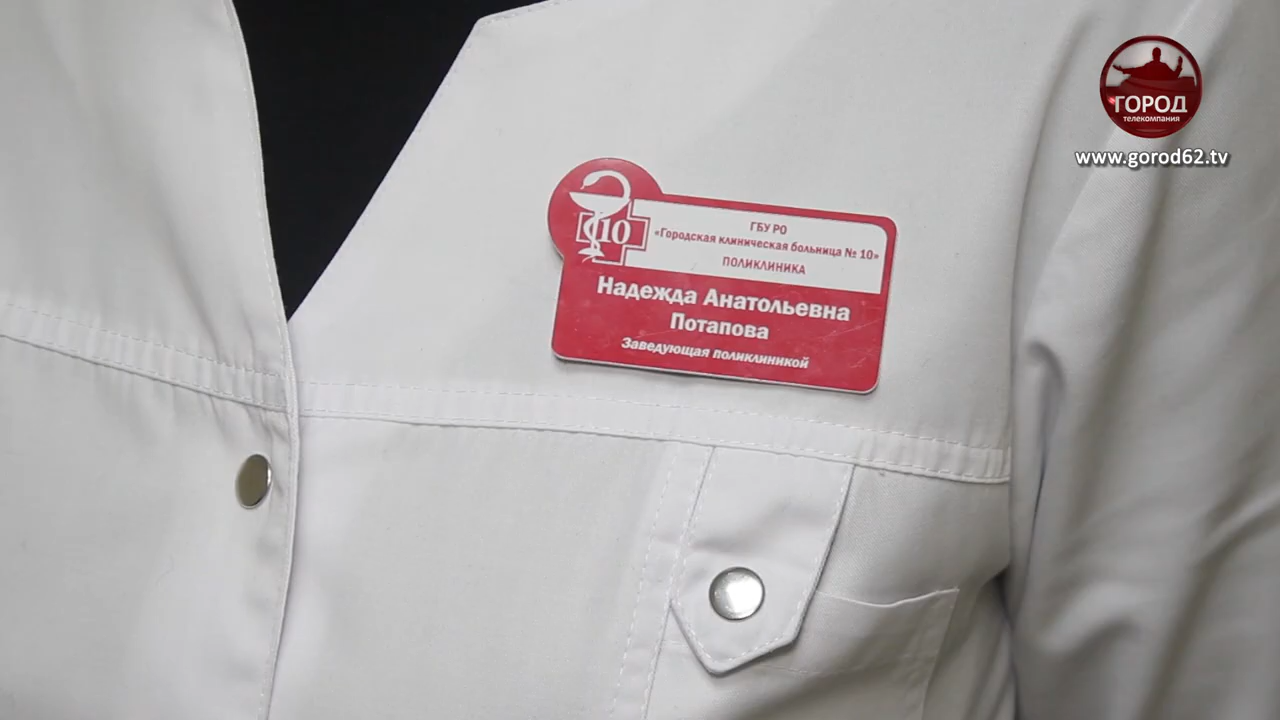 ГОРОД
телекомпания
www.gorod62.tv
10
ГБУ РО
«Городская клиническая больница № 10»
ПОЛИКЛИНИКА
Надежда Анатольевна
Потапова
Заведующая поликлиникой